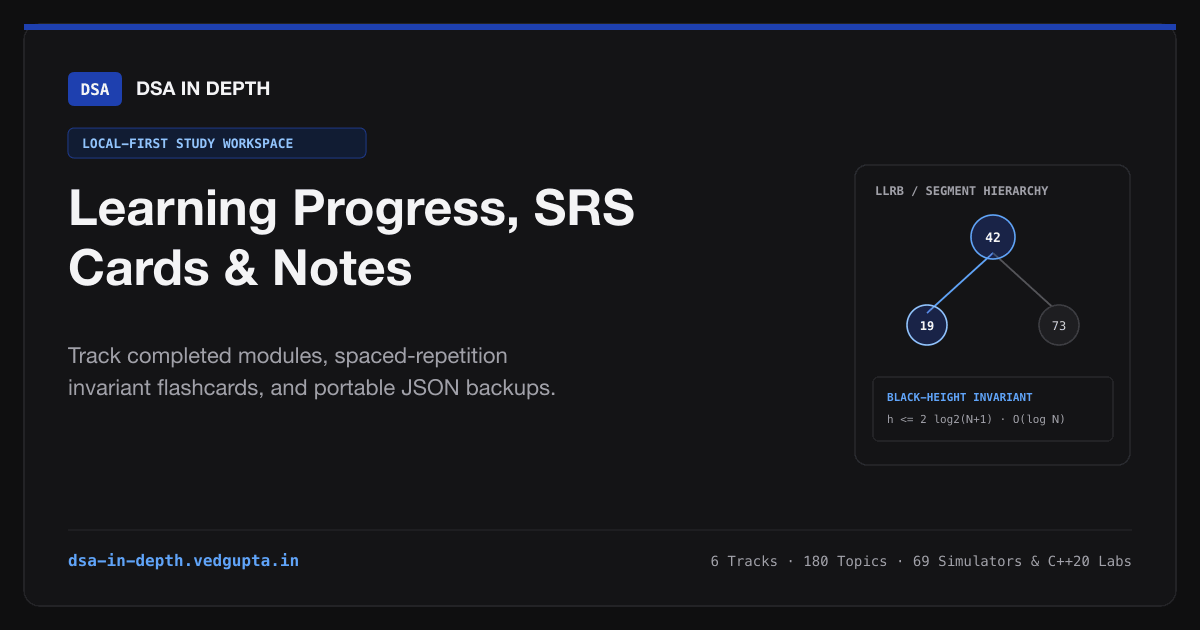 DSA
DSA IN DEPTH
LOCAL-FIRST STUDY WORKSPACE
Learning Progress, SRS
Cards & Notes
Track completed modules, spaced-repetition
invariant flashcards, and portable JSON backups.
LLRB / SEGMENT HIERARCHY
42
19
73
BLACK-HEIGHT INVARIANT
h <= 2 log2(N+1) · O(log N)
dsa-in-depth.vedgupta.in
6 Tracks · 180 Topics · 69 Simulators & C++20 Labs